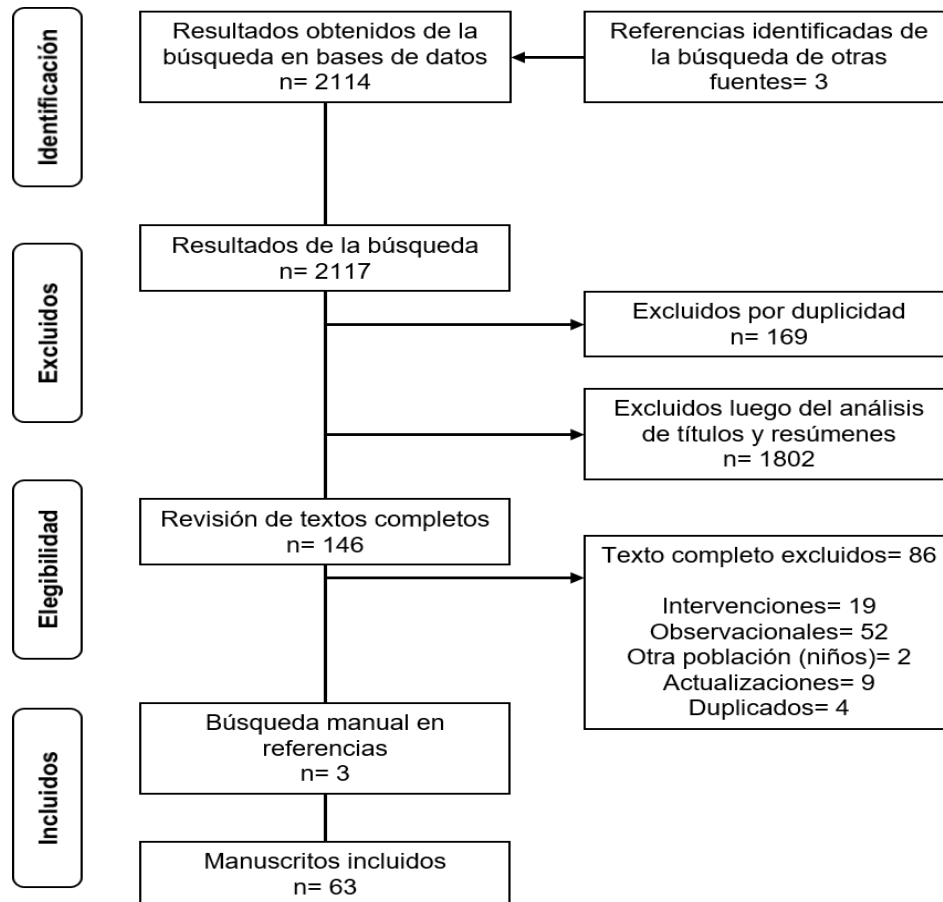 Identificación
Resultados obtenidos de la
búsqueda en bases de datos
n= 2114
Referencias identificadas de
la búsqueda de otras
fuentes= 3
Excluidos
Resultados de la búsqueda
n= 2117
Excluidos por duplicidad
n= 169
Excluidos luego del análisis
de títulos y resúmenes
n= 1802
Elegibilidad
Revisión de textos completos
n= 146
Texto completo excluidos= 86
Intervenciones= 19
Observacionales= 52
Otra población (niños)= 2
Actualizaciones= 9
Duplicados= 4
Incluidos
Búsqueda manual en
referencias
n= 3
Manuscritos incluidos
n= 63